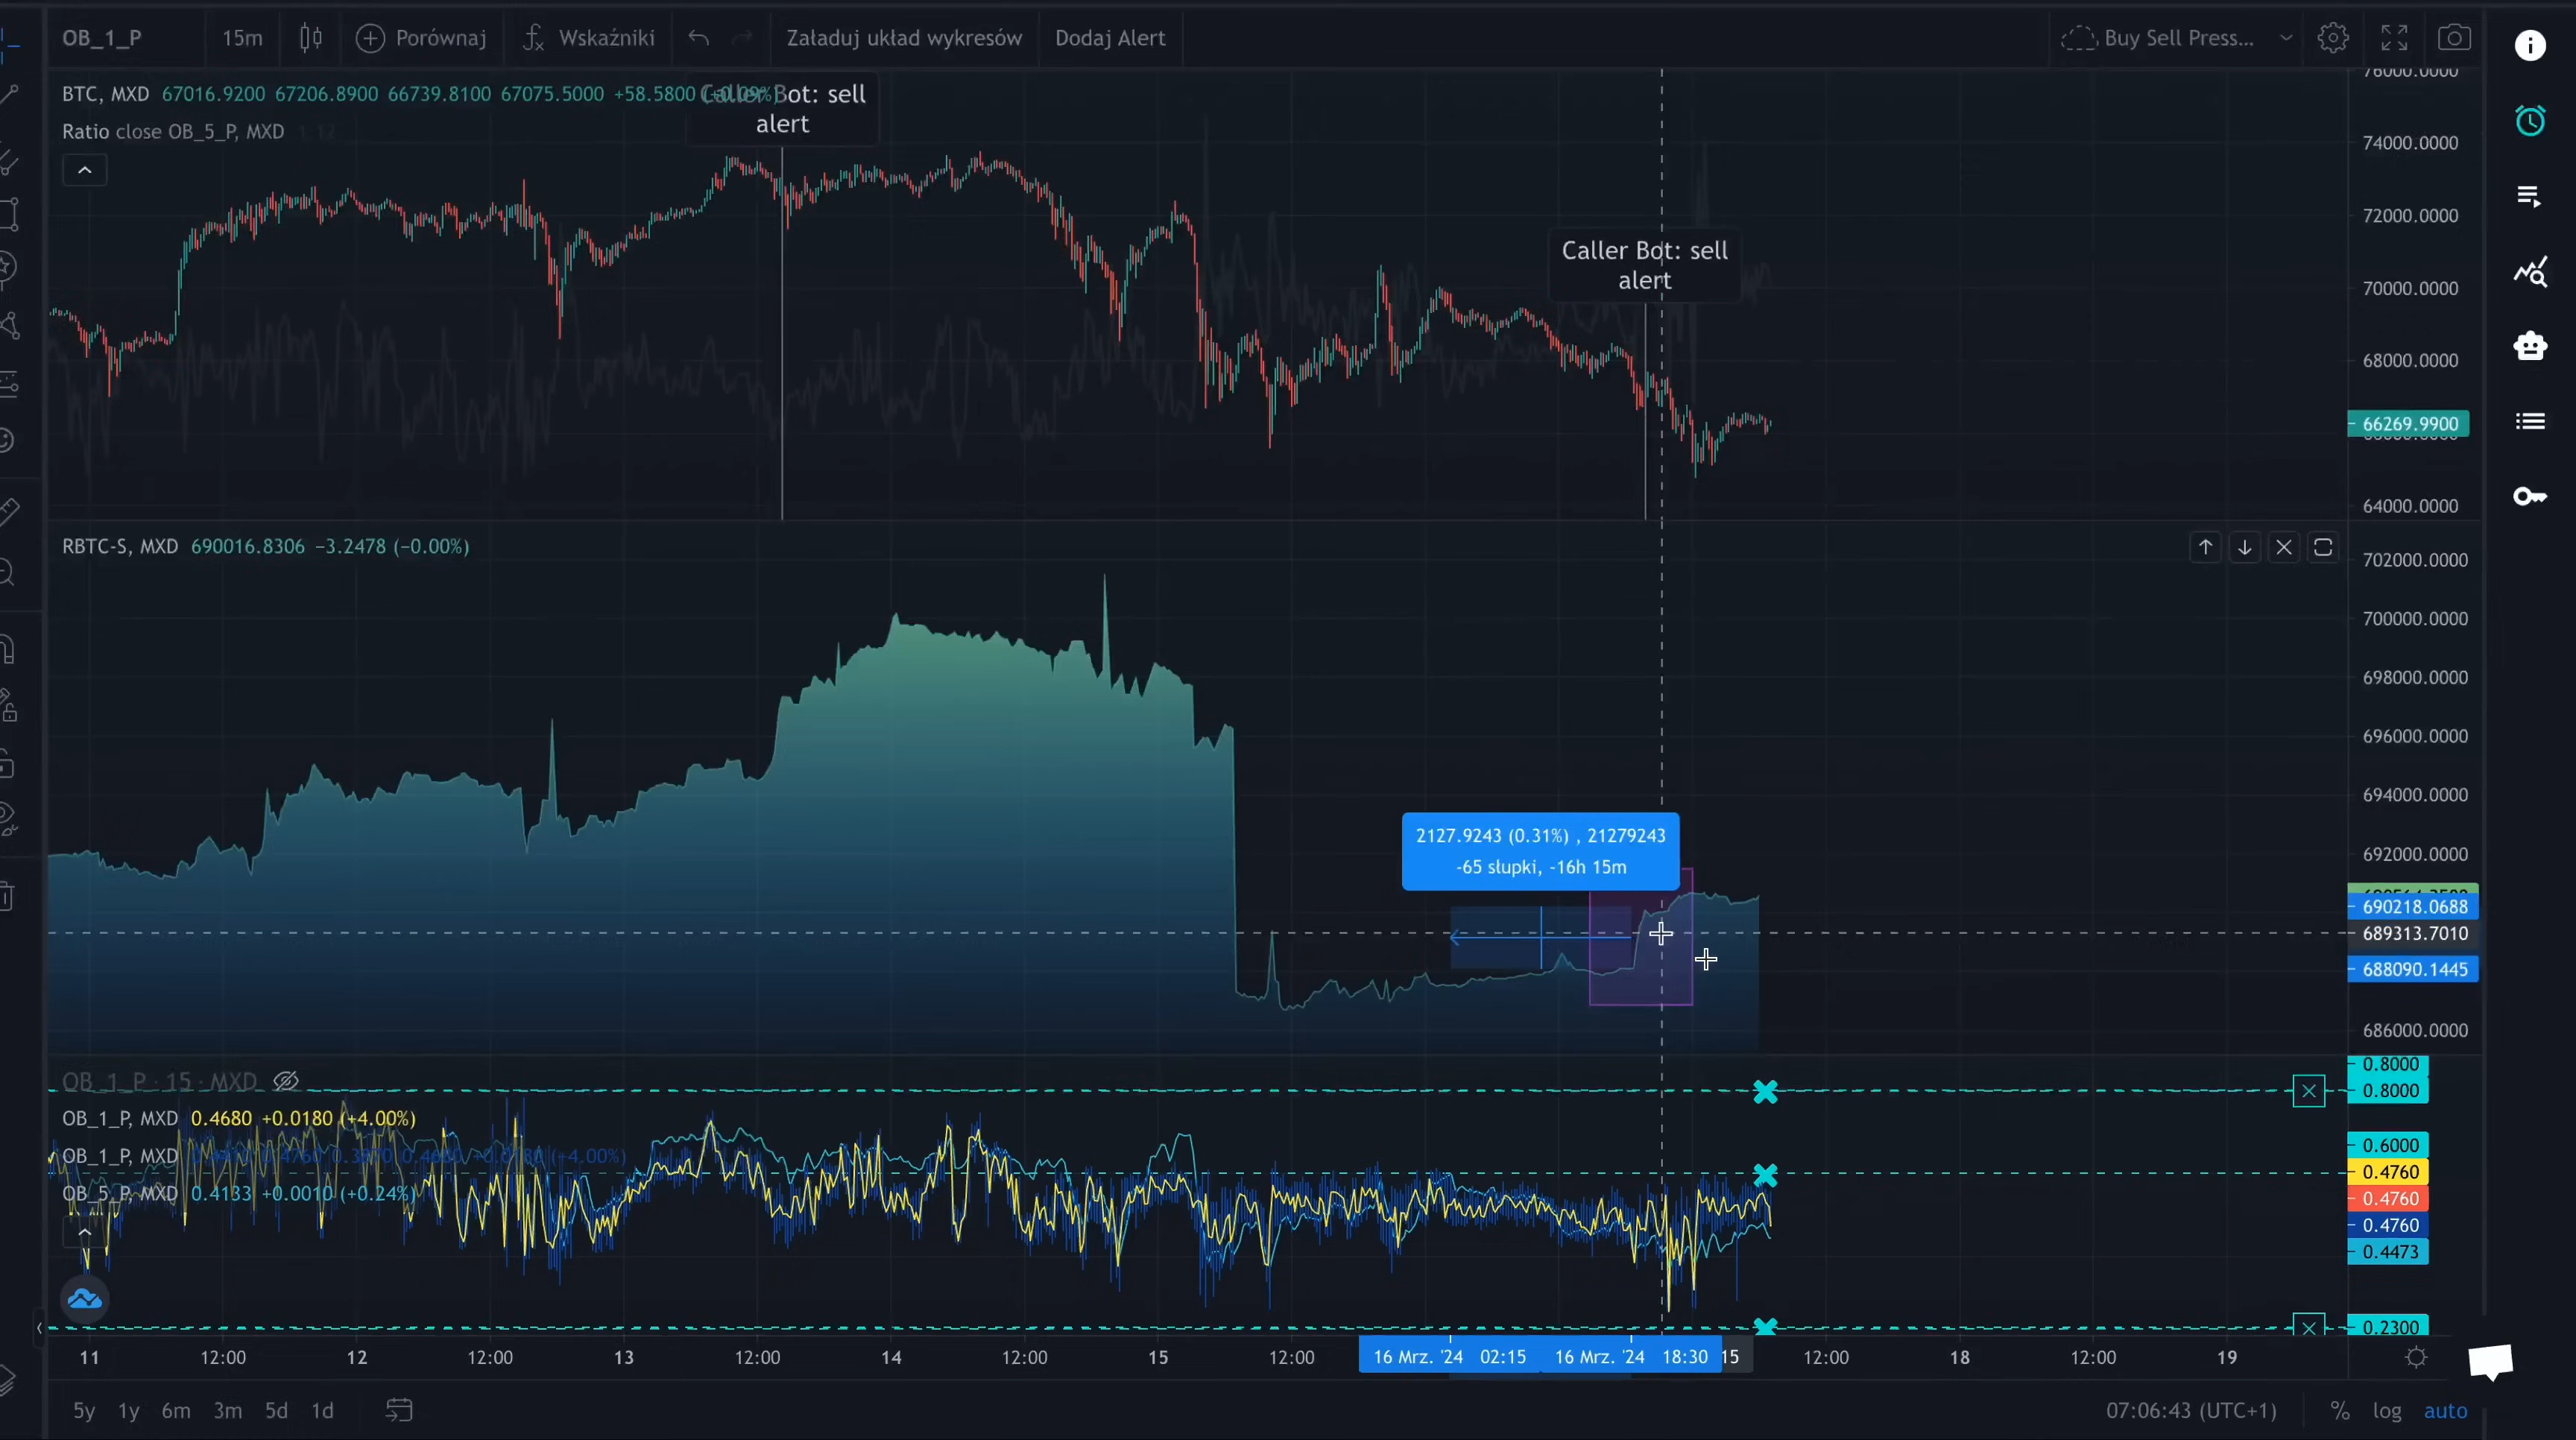 OB_1_P 15m Porównaj Wskaźniki Załaduj układ wykresów Dodaj Alert Buy Sell Press...
BTC, MXD 67016.9200 67206.8900 66739.8100 67075.5000 +58.5800
Caller Bot: sell
alert
Ratio close OB_5_P, MXD 1.17
Caller Bot: sell
alert
76000.0000
74000.0000
72000.0000
70000.0000
68000.0000
66269.9900
64000.0000
RBTC-S, MXD 690016.8306 −3.2478 (−0.00%)
702000.0000
700000.0000
698000.0000
696000.0000
694000.0000
692000.0000
2127.9243 (0.31%) , 21279243
-65 słupki, -16h 15m
690218.0688
689313.7010
688090.1445
686000.0000
OB_1_P · 15 · MXD
OB_1_P, MXD 0.4680 +0.0180 (+4.00%)
OB_1_P, MXD (+4.00%)
OB_5_P, MXD 0.4133 +0.0010 (+0.24%)
0.8000
0.8000
0.6000
0.4760
0.4760
0.4760
0.4473
0.2300
11 12:00 12 12:00 13 12:00 14 12:00 15 12:00 16 Mrz. '24 02:15 16 Mrz. '24 18:30 15 12:00 18 12:00 19
5y 1y 6m 3m 5d 1d 07:06:43 (UTC+1) % log auto